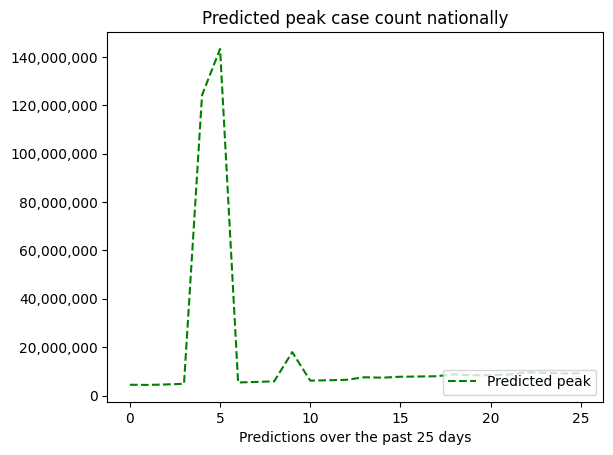 Predicted peak case count nationally
140,000,000
120,000,000
100,000,000
80,000,000
60,000,000
40,000,000
20,000,000
0
Predicted peak
0 5 10 15 20 25
Predictions over the past 25 days